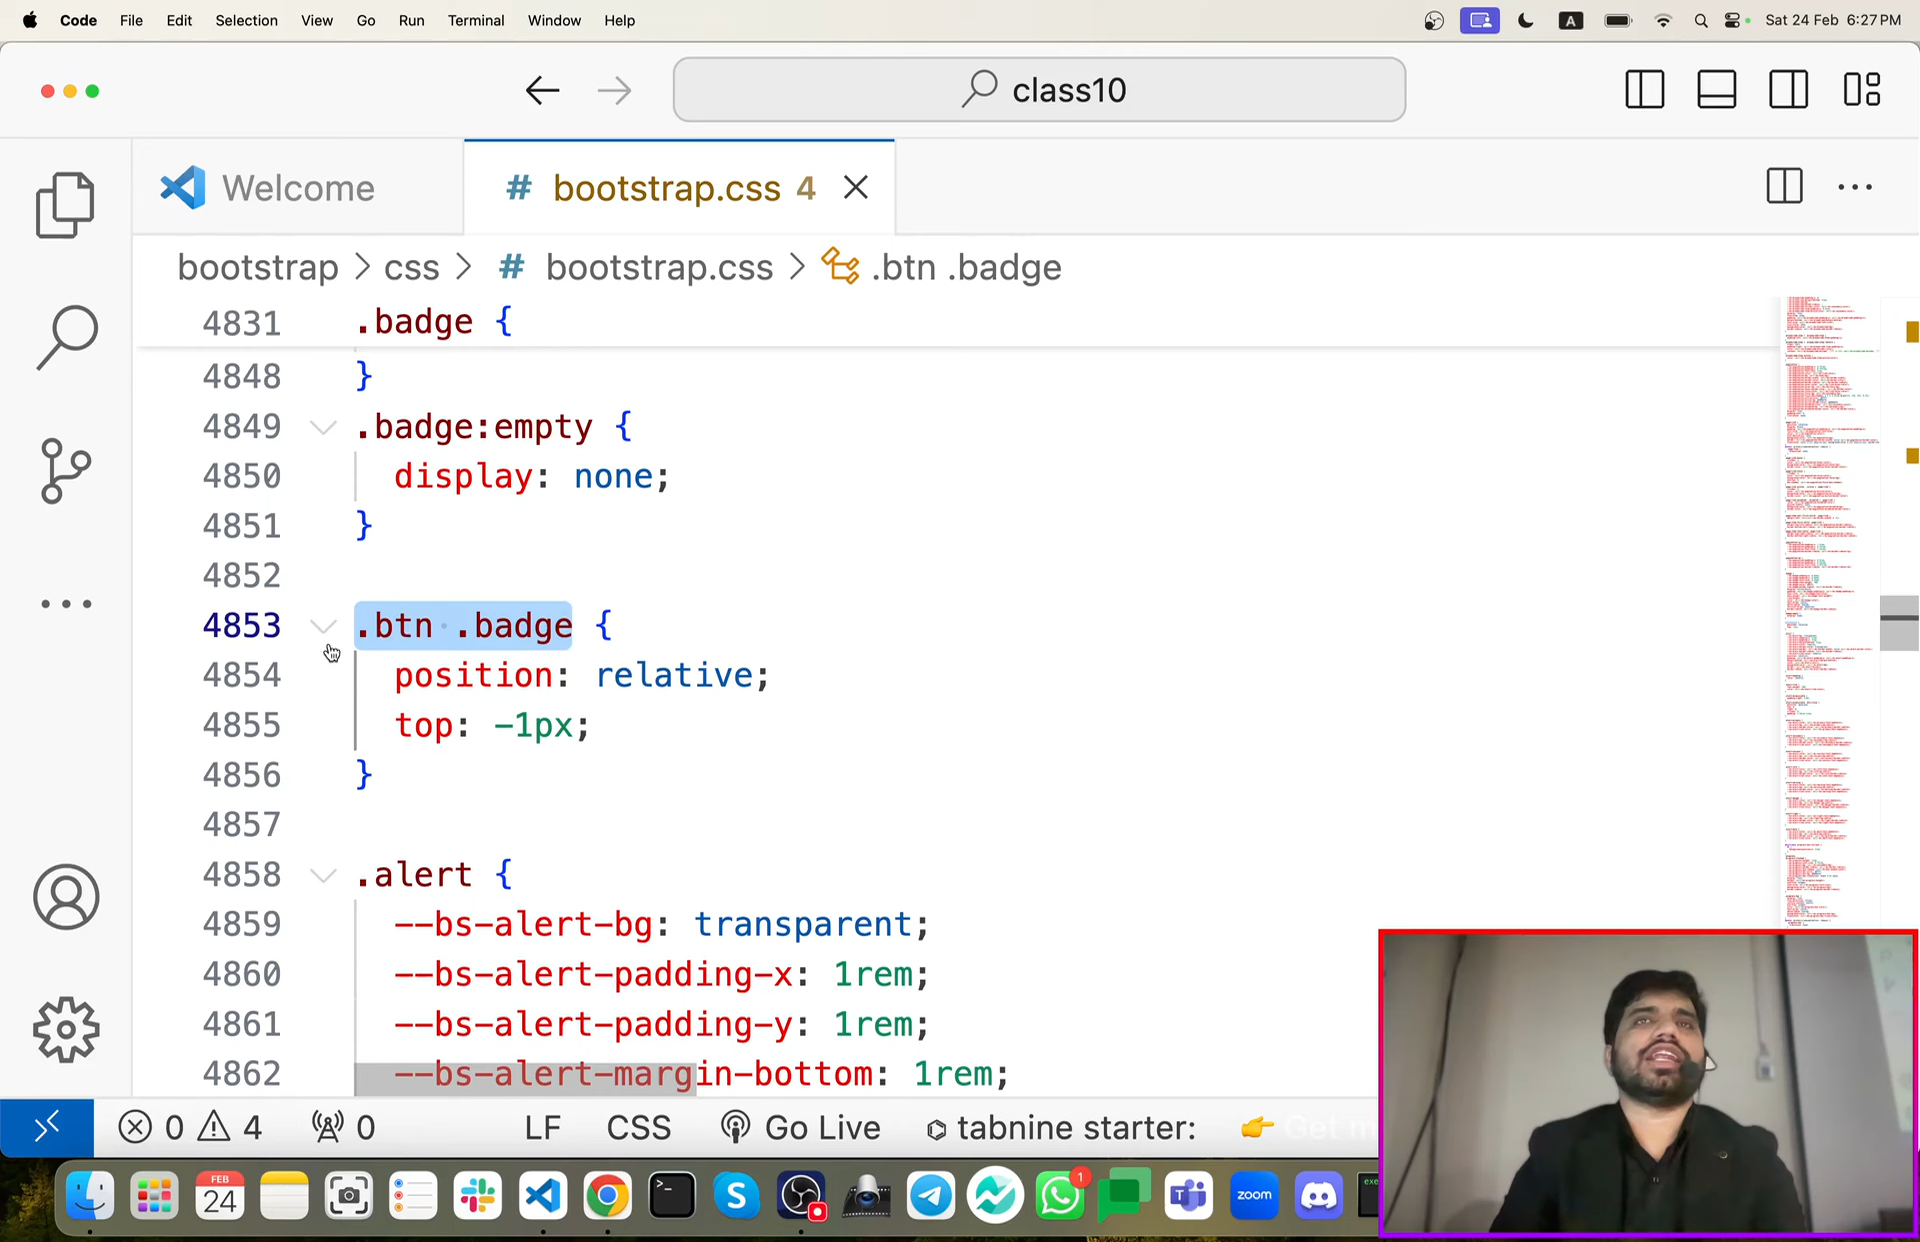 Code File Edit Selection View Go Run Terminal Window Help A Sat 24 Feb 6:27 PM
class10
Welcome # bootstrap.css 4
bootstrap > css > # bootstrap.css > .btn .badge
4831 .badge {
4848 }
4849 .badge:empty {
4850 display: none;
4851 }
4852
4853 .btn .badge {
4854 position: relative;
4855 top: -1px;
4856 }
4857
4858 .alert {
4859 --bs-alert-bg: transparent;
4860 --bs-alert-padding-x: 1rem;
4861 --bs-alert-padding-y: 1rem;
4862 --bs-alert-margin-bottom: 1rem;
0 4 0 LF CSS Go Live tabnine starter: Get m
FEB
24
S
1
zoom
exe